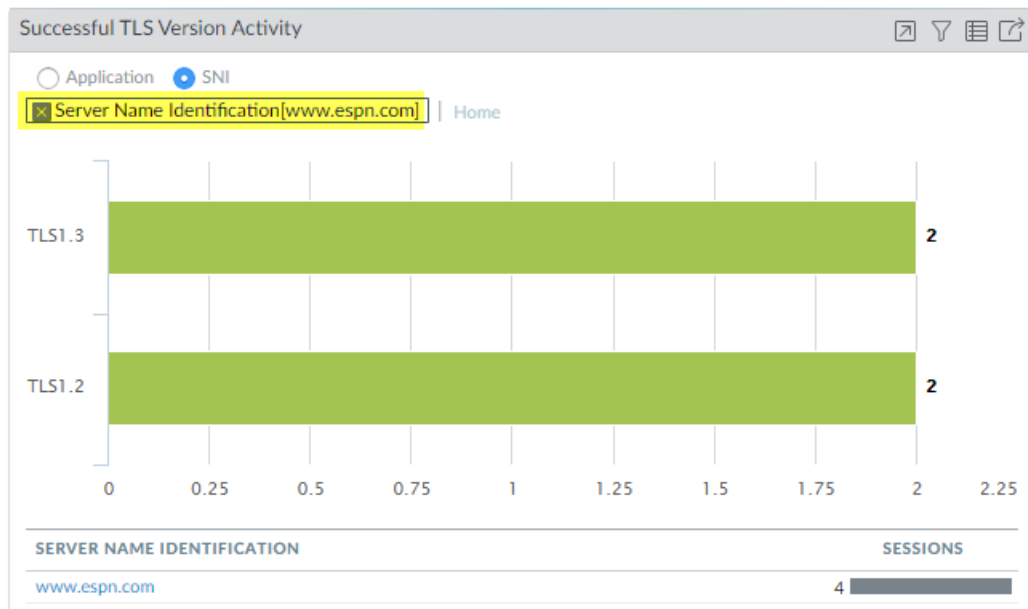 Successful TLS Version Activity
Application SNI
Server Name Identification[www.espn.com] | Home
TLS1.3 2
TLS1.2 2
0 0.25 0.5 0.75 1 1.25 1.5 1.75 2 2.25
SERVER NAME IDENTIFICATION SESSIONS
www.espn.com 4